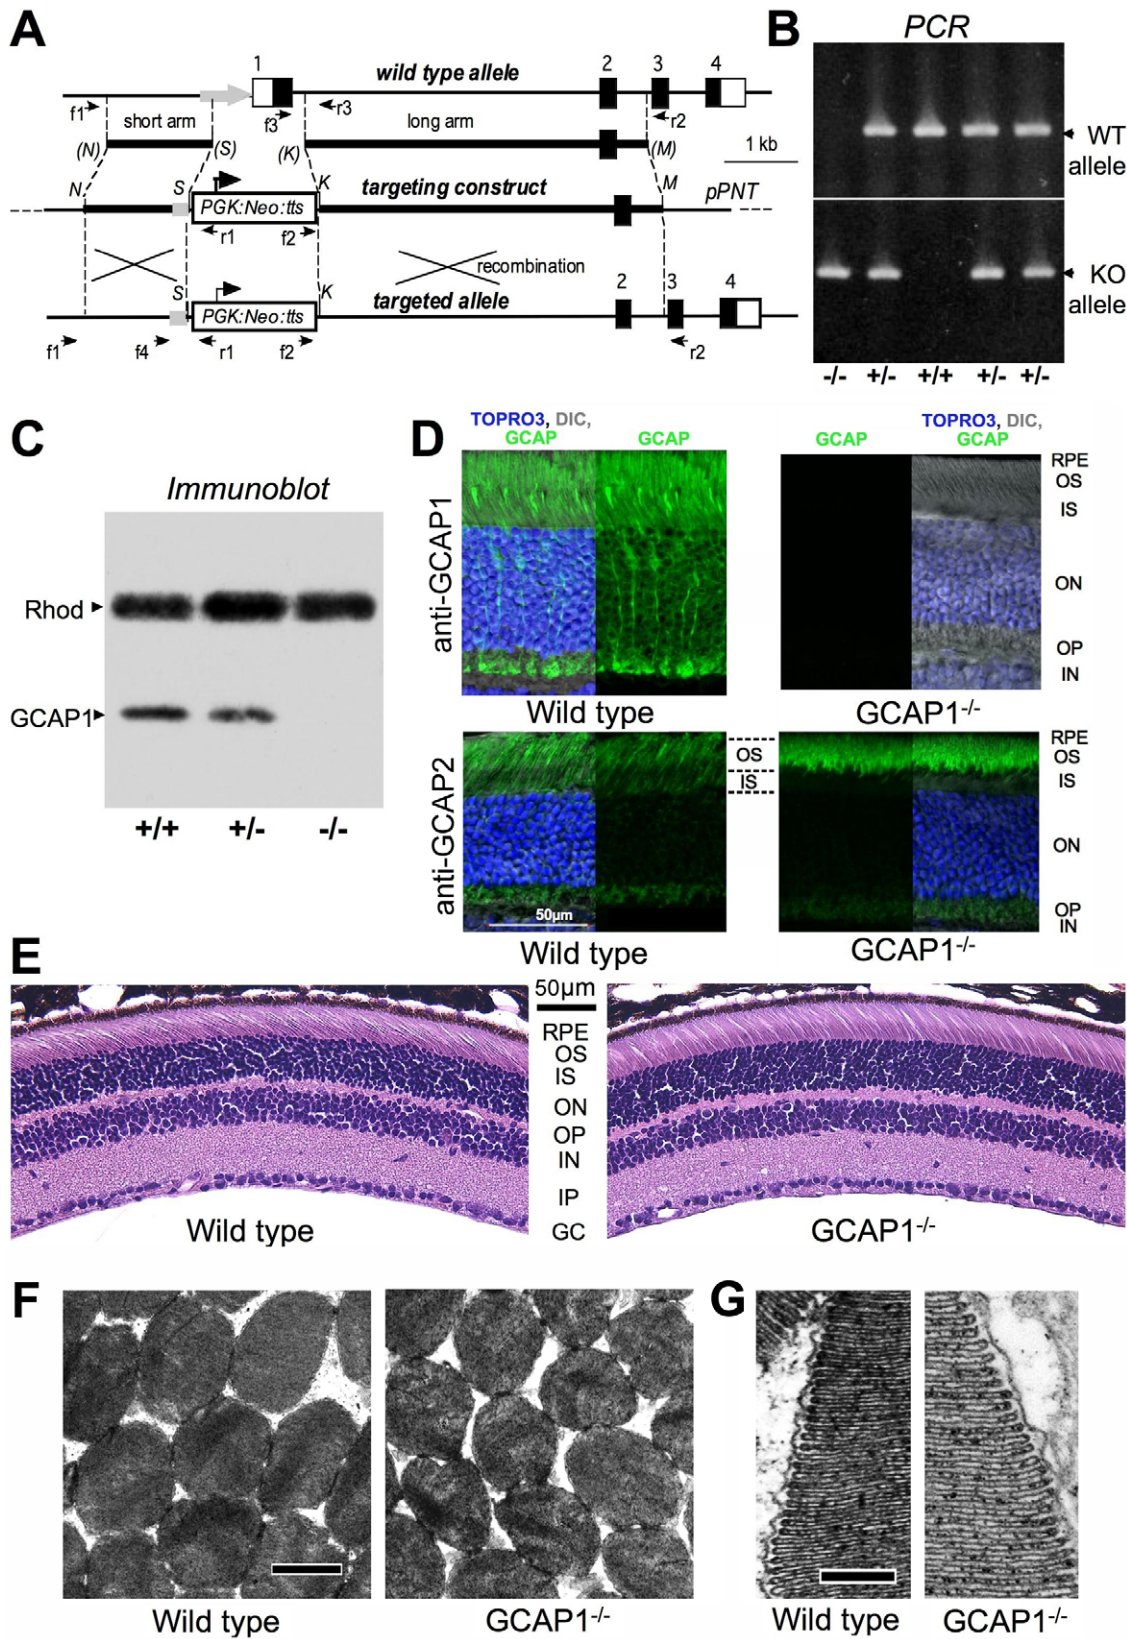 A
1
wild type allele
2
3
4
f1
f3
r3
r2
short arm
long arm
(N)
(S)
(K)
(M)
1 kb
N
S
K
targeting construct
M
pPNT
PGK:Neo:tts
r1
f2
recombination
S
K
targeted allele
2
3
4
PGK:Neo:tts
f1
f4
r1
f2
r2
B
PCR
WT
allele
KO
allele
-/-
+/-
+/+
+/-
+/-
C
Immunoblot
Rhod
GCAP1
+/+
+/-
-/-
D
TOPRO3, DIC,
GCAP
GCAP
GCAP
TOPRO3, DIC,
GCAP
anti-GCAP1
RPE
OS
IS
ON
OP
IN
Wild type
GCAP1-/-
anti-GCAP2
OS
IS
RPE
OS
IS
ON
OP
IN
50µm
Wild type
GCAP1-/-
E
50µm
RPE
OS
IS
ON
OP
IN
IP
GC
Wild type
GCAP1-/-
F
Wild type
GCAP1-/-
G
Wild type
GCAP1-/-